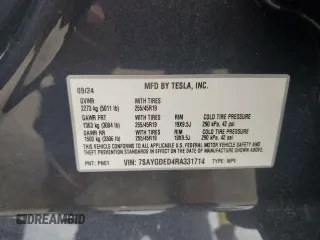 MFD BY TESLA, INC.
09/24
GVWR WITH TIRES
2273 kg (5011 lb) 255/45R19
GAWR FRT WITH TIRES RIM COLD TIRE PRESSURE
1363 kg (3004 lb) 255/45R19 19X9.5J 290 kPa, 42 psi
GAWR RR WITH TIRES RIM COLD TIRE PRESSURE
1500 kg (3306 lb) 255/45R19 19X9.5J 290 kPa, 42 psi
THIS VEHICLE CONFORMS TO ALL APPLICABLE FEDERAL MOTOR VEHICLE SAFETY, BUMPER AND THEFT PREVENTION STANDARDS IN EFFECT ON THE DATE OF MANUFACTURE SHOWN ABOVE.
PNT: PN01 VIN: 7SAYGDED4RA331714 TYPE: MPV
BIDFAX